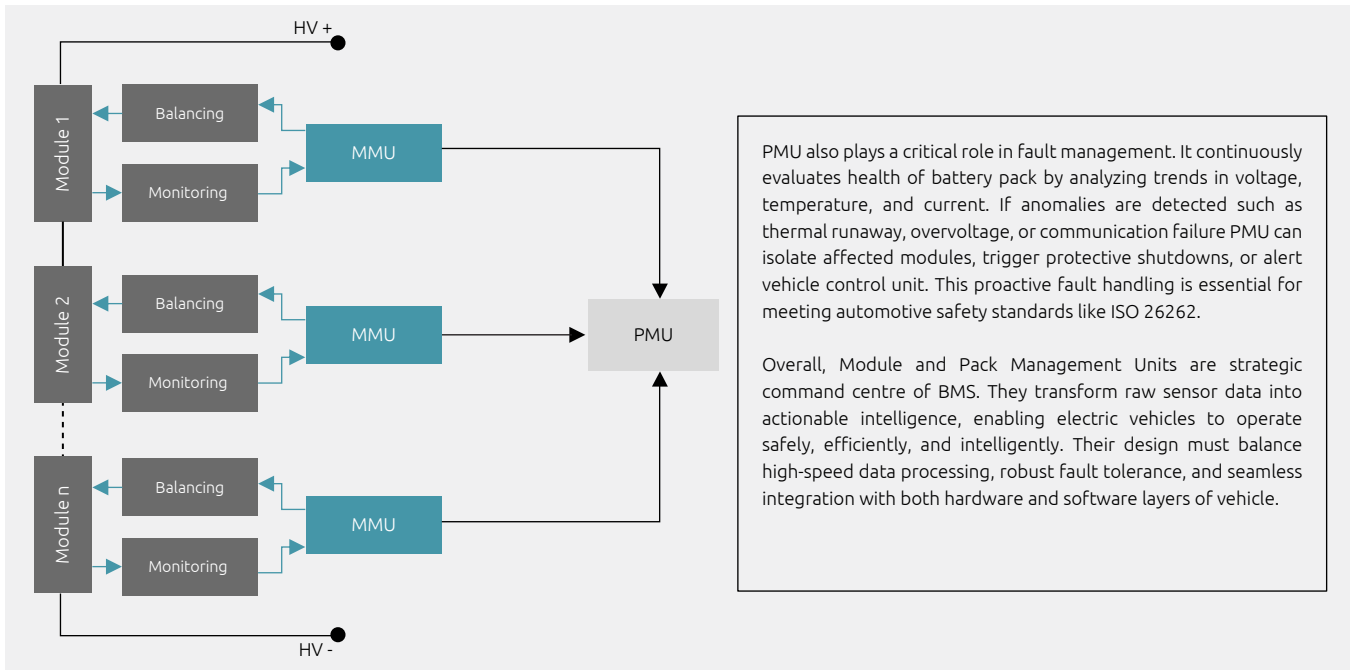 HV +
Module 1
Balancing
Monitoring
MMU
Module 2
Balancing
Monitoring
MMU
PMU
Module n
Balancing
Monitoring
MMU
HV -
PMU also plays a critical role in fault management. It continuously
evaluates health of battery pack by analyzing trends in voltage,
temperature, and current. If anomalies are detected such as
thermal runaway, overvoltage, or communication failure PMU can
isolate affected modules, trigger protective shutdowns, or alert
vehicle control unit. This proactive fault handling is essential for
meeting automotive safety standards like ISO 26262.
Overall, Module and Pack Management Units are strategic
command centre of BMS. They transform raw sensor data into
actionable intelligence, enabling electric vehicles to operate
safely, efficiently, and intelligently. Their design must balance
high-speed data processing, robust fault tolerance, and seamless
integration with both hardware and software layers of vehicle.